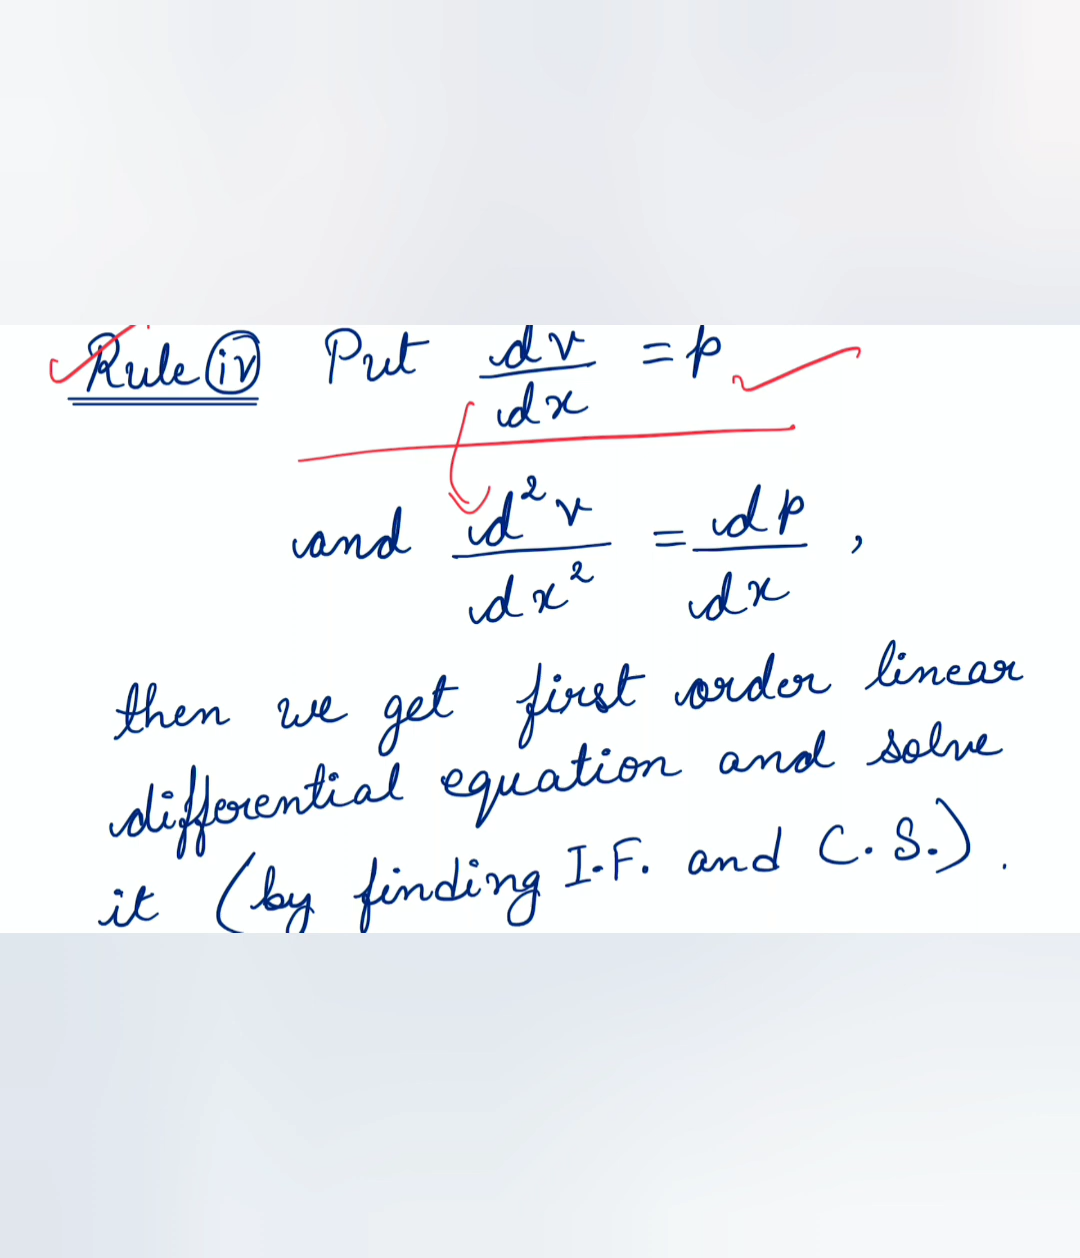 Rule (iv) Put dv/dx = p
and d²v/dx² = dp/dx ,
then we get first order linear
differential equation and solve
it (by finding I.F. and C.S.).